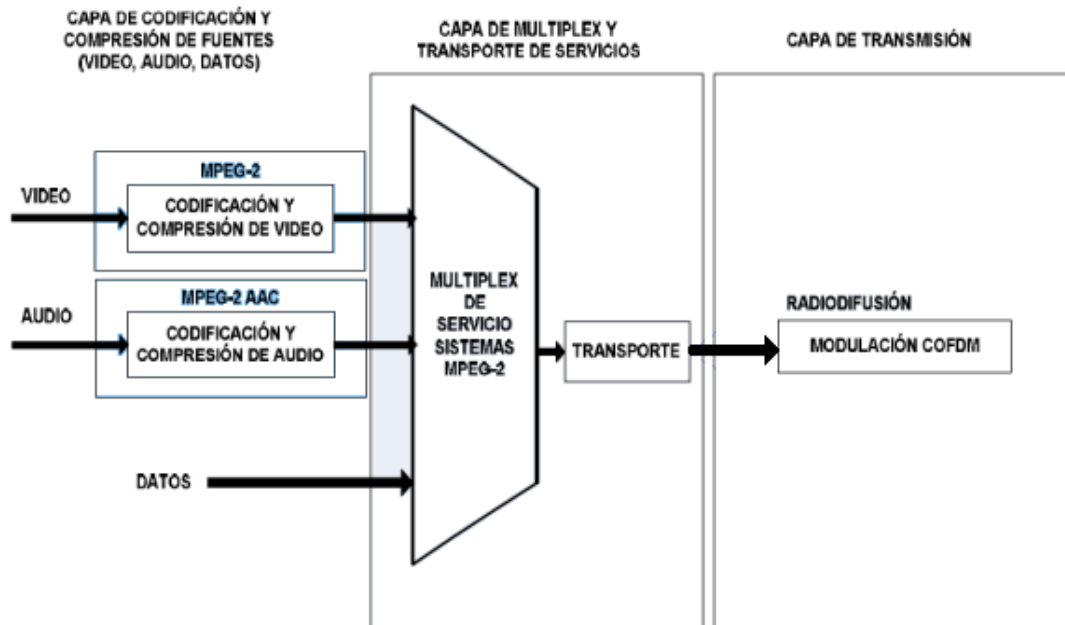 CAPA DE CODIFICACIÓN Y
COMPRESIÓN DE FUENTES
(VIDEO, AUDIO, DATOS)
CAPA DE MULTIPLEX Y
TRANSPORTE DE SERVICIOS
CAPA DE TRANSMISIÓN
MPEG-2
VIDEO
CODIFICACIÓN Y
COMPRESIÓN DE VIDEO
MPEG-2 AAC
AUDIO
CODIFICACIÓN Y
COMPRESIÓN DE AUDIO
DATOS
MULTIPLEX
DE
SERVICIO
SISTEMAS
MPEG-2
TRANSPORTE
RADIODIFUSIÓN
MODULACIÓN COFDM